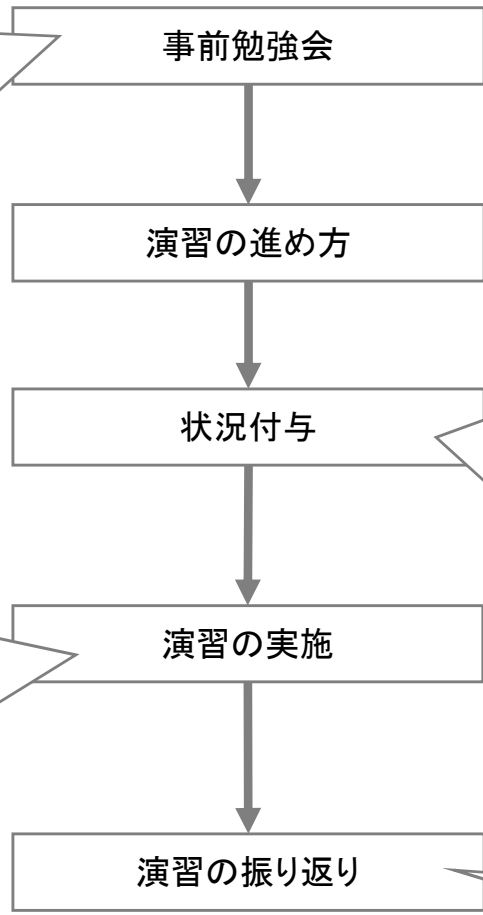 事前勉強会
演習の進め方
状況付与
演習の実施
演習の振り返り